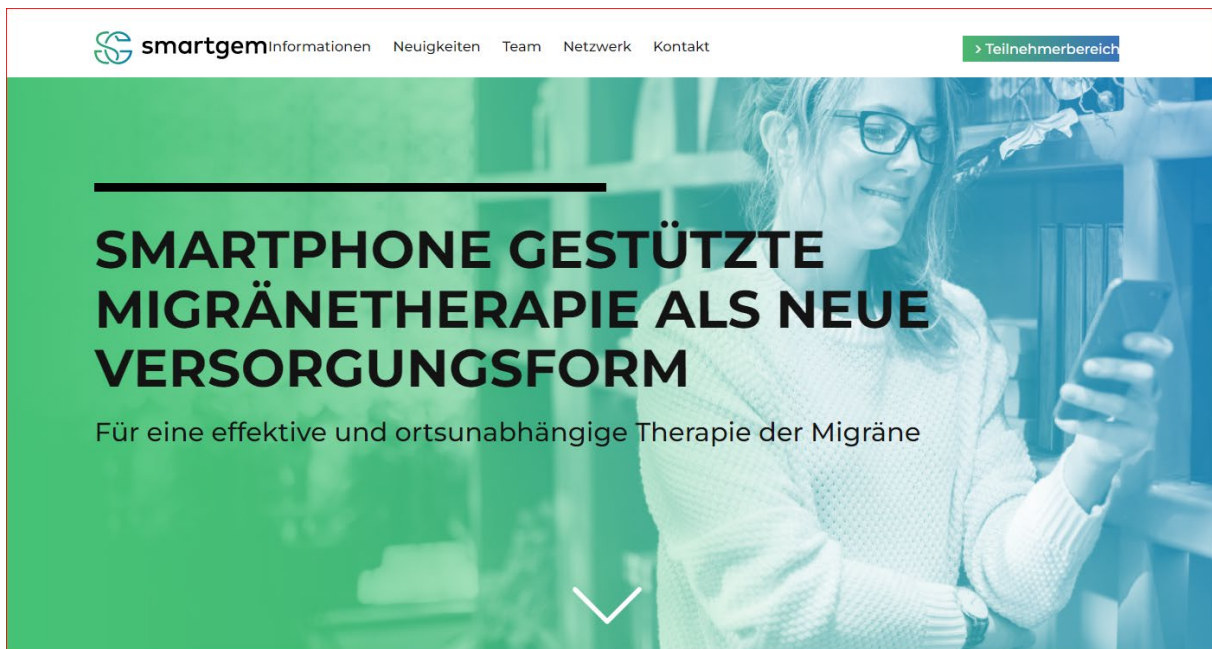 smartgem Informationen Neuigkeiten Team Netzwerk Kontakt > Teilnehmerbereich
SMARTPHONE GESTÜTZTE
MIGRÄNETHERAPIE ALS NEUE
VERSORGUNGSFORM
Für eine effektive und ortsunabhängige Therapie der Migräne